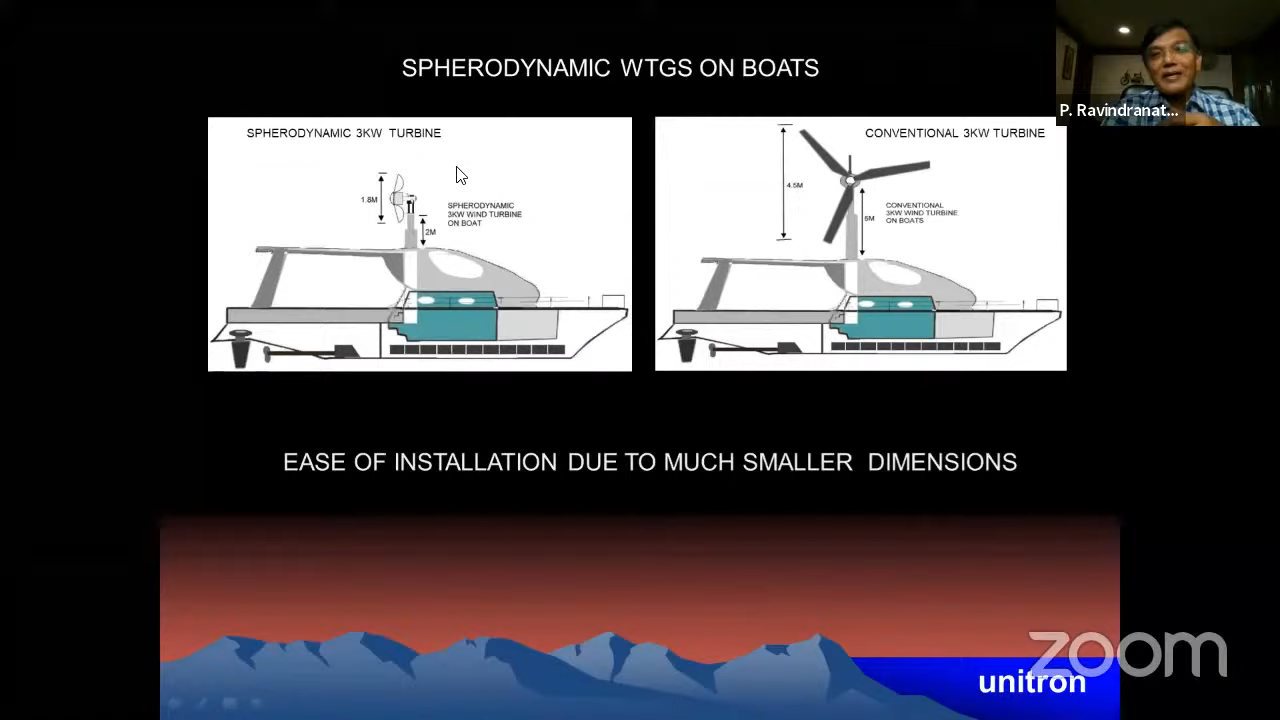 SPHERODYNAMIC WTGS ON BOATS
P. Ravindranat...
SPHERODYNAMIC 3KW TURBINE
1.8M
SPHERODYNAMIC
3KW WIND TURBINE
ON BOAT
2M
CONVENTIONAL 3KW TURBINE
4.5M
CONVENTIONAL
3KW WIND TURBINE
ON BOATS
5M
EASE OF INSTALLATION DUE TO MUCH SMALLER DIMENSIONS
zoom
unitron